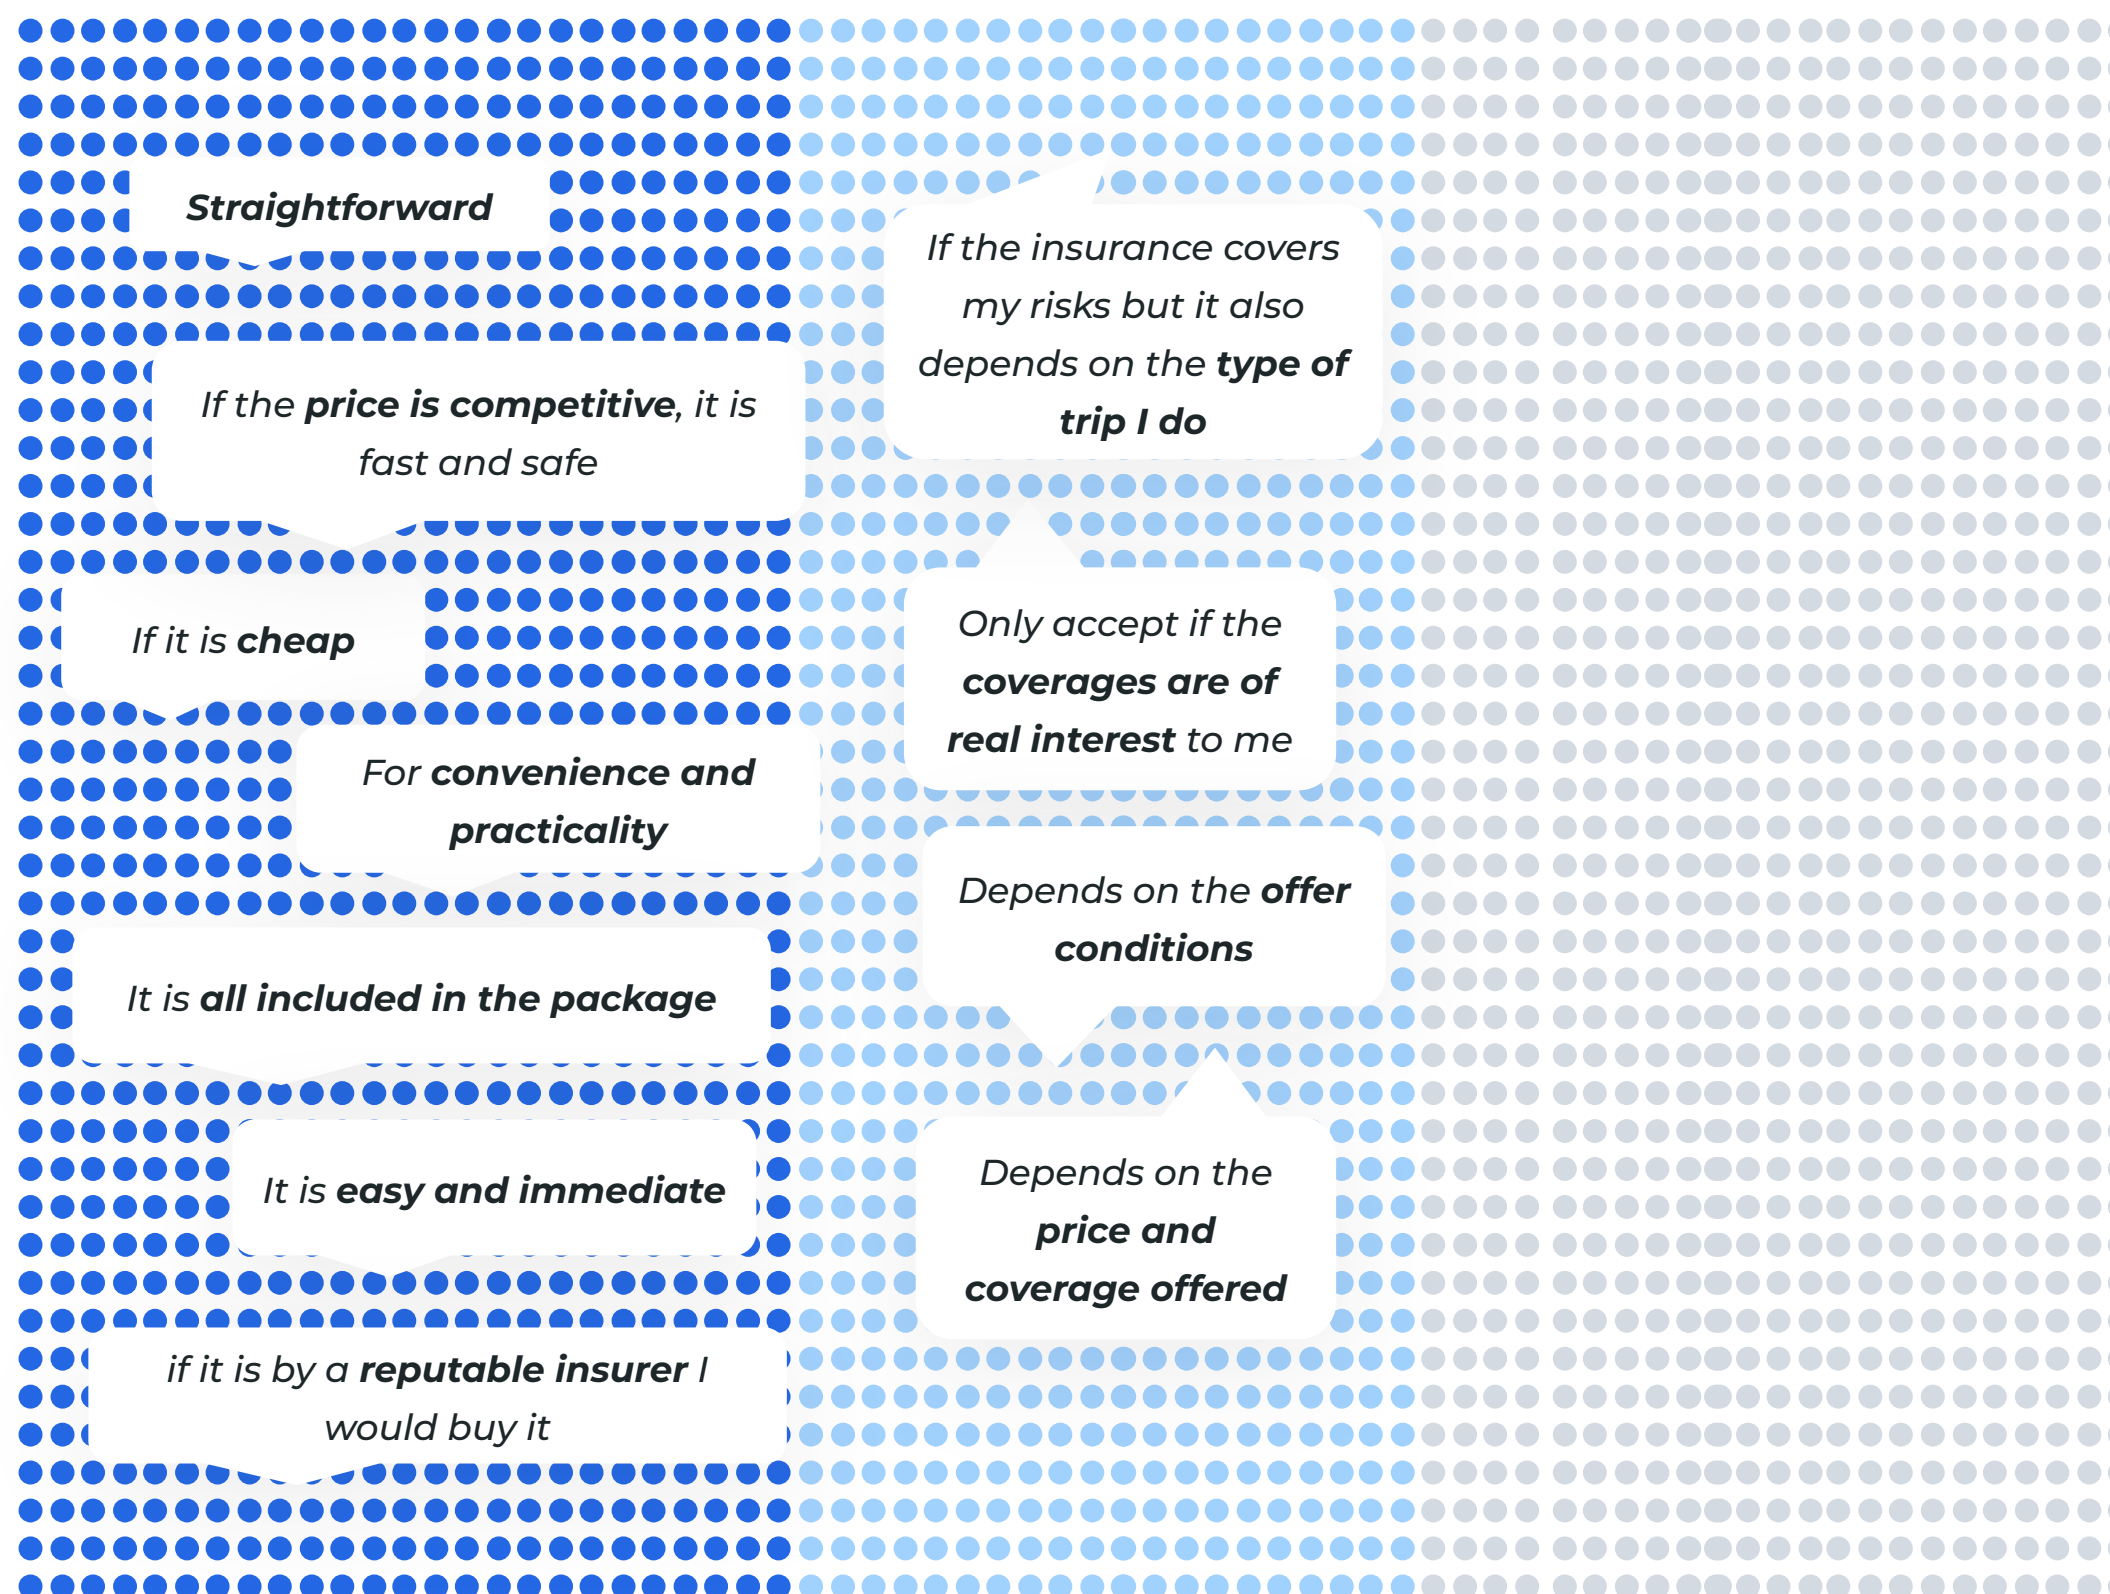 Straightforward
If the price is competitive, it is
fast and safe
If it is cheap
For convenience and
practicality
It is all included in the package
It is easy and immediate
if it is by a reputable insurer I
would buy it
If the insurance covers
my risks but it also
depends on the type of
trip I do
Only accept if the
coverages are of
real interest to me
Depends on the offer
conditions
Depends on the
price and
coverage offered